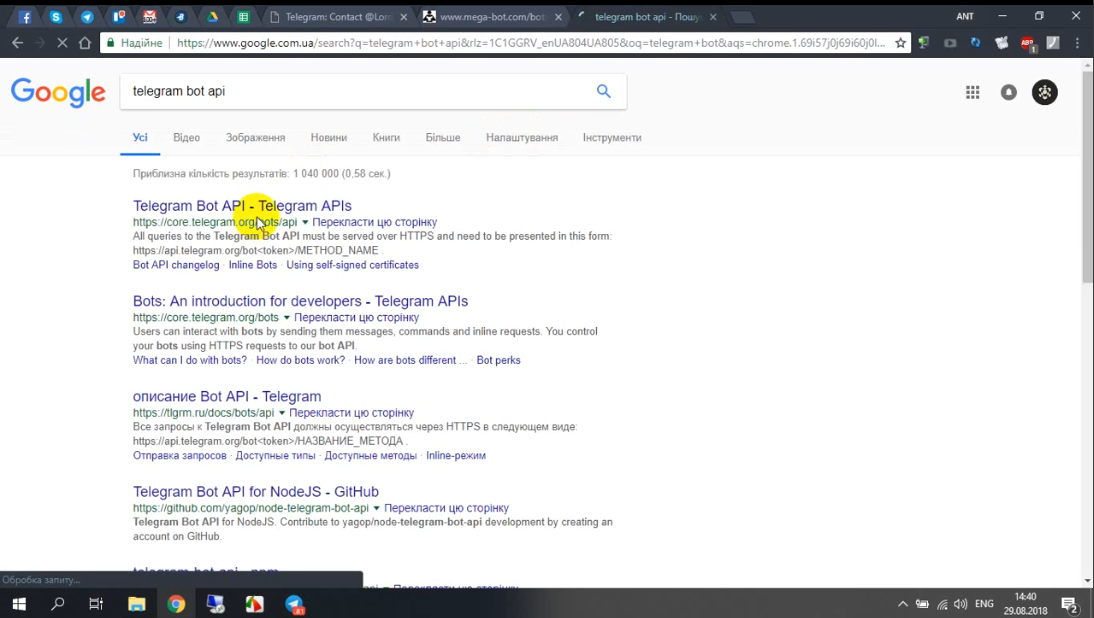 Telegram: Contact @Lorn
www.mega-bot.com/bot
telegram bot api - Пошу
ANT
Надійне
https://www.google.com.ua/search?q=telegram+bot+api&rlz=1C1GGRV_enUA804UA805&oq=telegram+bot&aqs=chrome.1.69i57j0j69i60j0l...
Google
telegram bot api
Усі
Відео
Зображення
Новини
Книги
Більше
Налаштування
Інструменти
Приблизна кількість результатів: 1 040 000 (0,58 сек.)
Telegram Bot API - Telegram APIs
https://core.telegram.org/bots/api Перекласти цю сторінку
All queries to the Telegram Bot API must be served over HTTPS and need to be presented in this form:
https://api.telegram.org/bot<token>/METHOD_NAME .
Bot API changelog · Inline Bots · Using self-signed certificates
Bots: An introduction for developers - Telegram APIs
https://core.telegram.org/bots Перекласти цю сторінку
Users can interact with bots by sending them messages, commands and inline requests. You control
your bots using HTTPS requests to our bot API.
What can I do with bots? · How do bots work? · How are bots different ... · Bot perks
описание Bot API - Telegram
https://tlgrm.ru/docs/bots/api Перекласти цю сторінку
Все запросы к Telegram Bot API должны осуществляться через HTTPS в следующем виде:
https://api.telegram.org/bot<token>/НАЗВАНИЕ_МЕТОДА .
Отправка запросов · Доступные типы · Доступные методы · Inline-режим
Telegram Bot API for NodeJS - GitHub
https://github.com/yagop/node-telegram-bot-api Перекласти цю сторінку
Telegram Bot API for NodeJS. Contribute to yagop/node-telegram-bot-api development by creating an
account on GitHub.
Обробка запиту...
ENG
14:40
29.08.2018
2